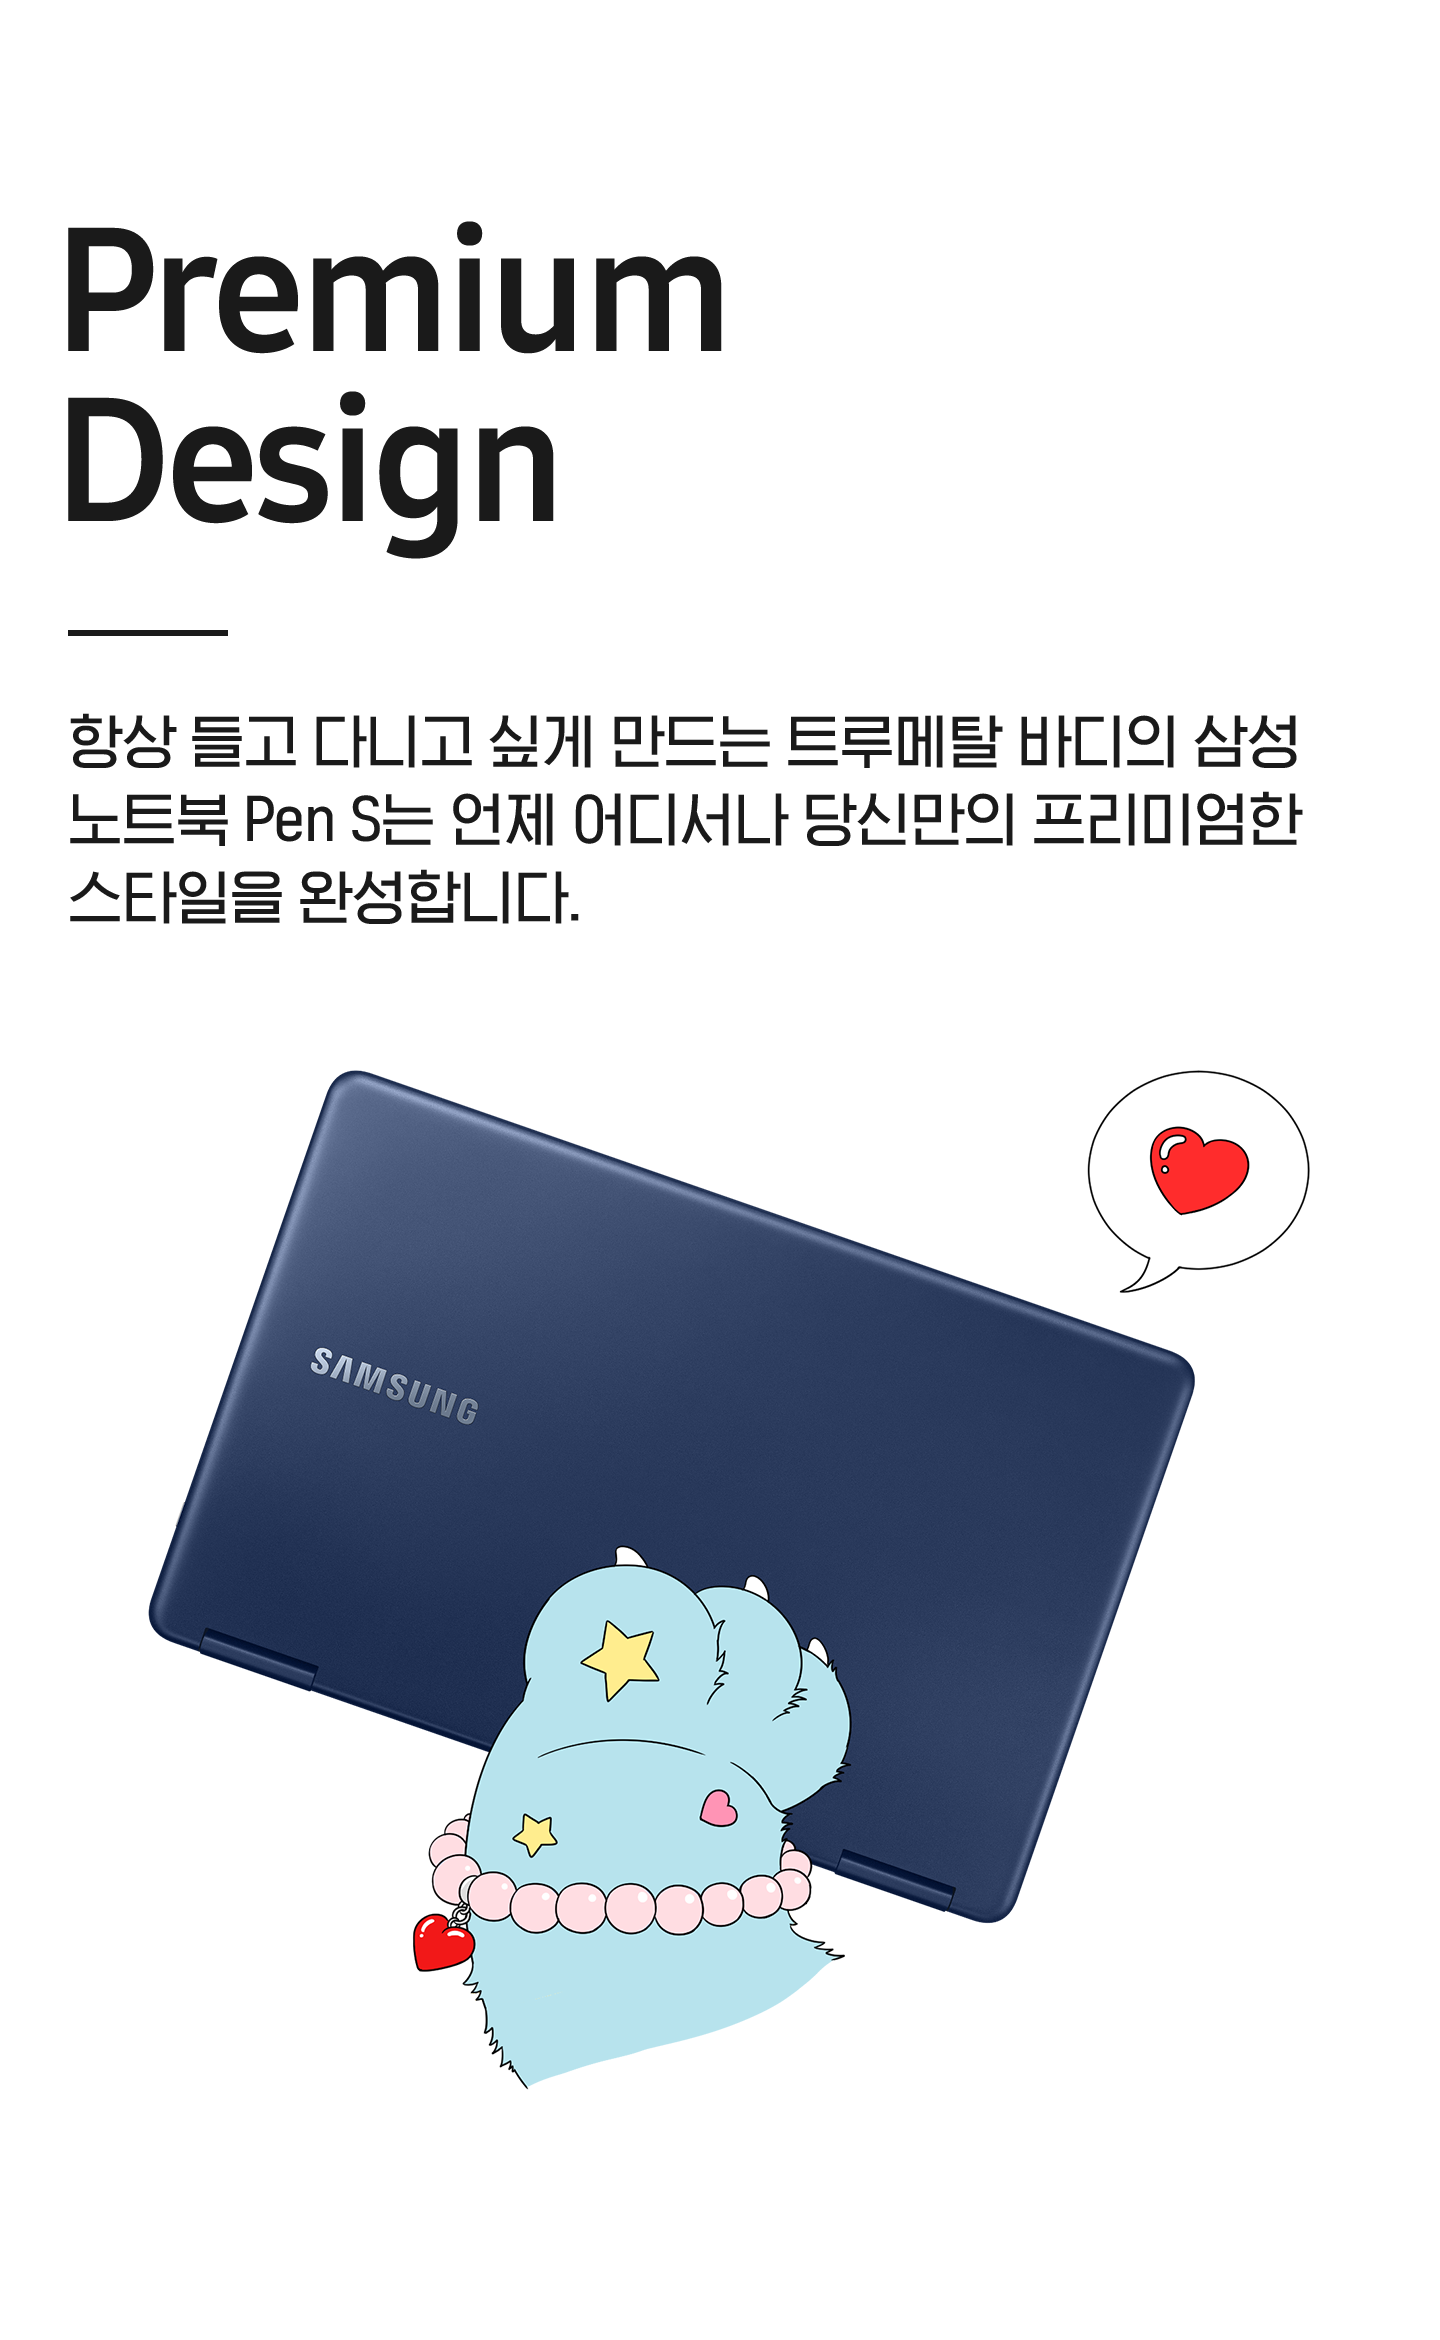 Premium
Design
항상 들고 다니고 싶게 만드는 트루메탈 바디의 삼성
노트북 Pen S는 언제 어디서나 당신만의 프리미엄한
스타일을 완성합니다.
SAMSUNG